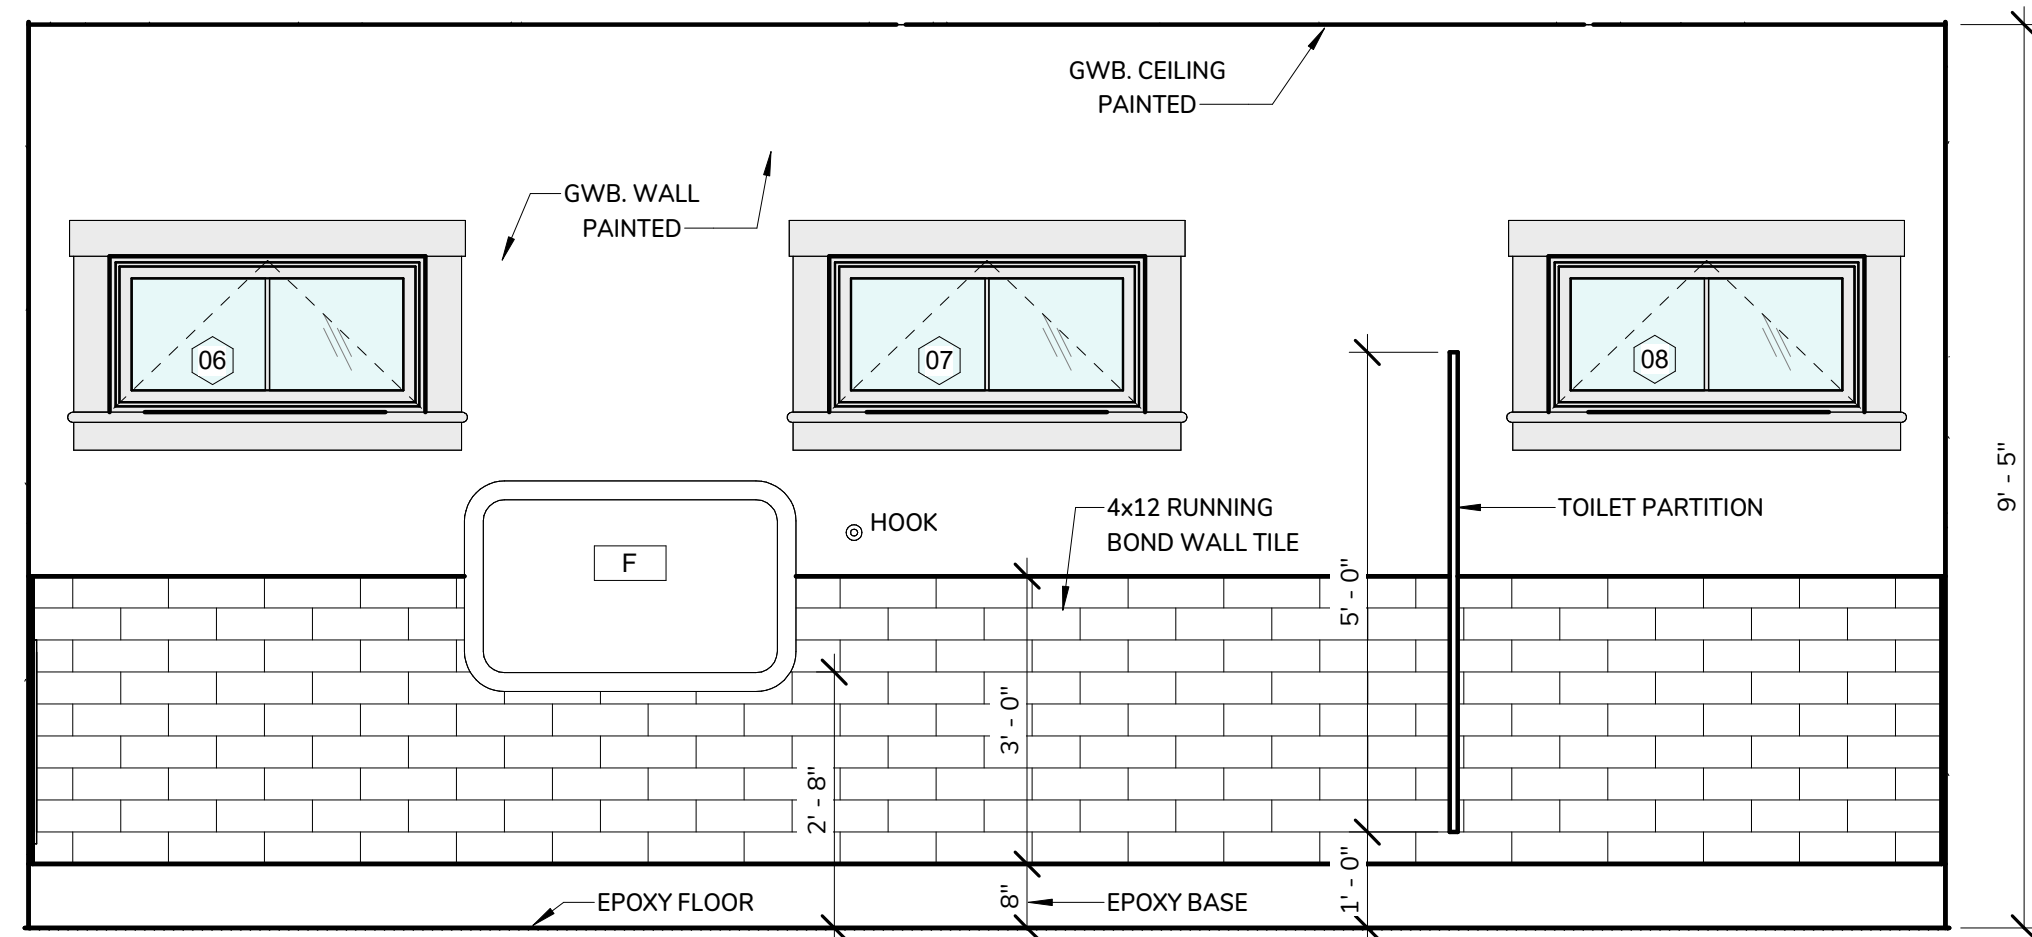 GWB. CEILING
PAINTED
GWB. WALL
PAINTED
06
07
08
9' - 5"
4x12 RUNNING
BOND WALL TILE
TOILET PARTITION
HOOK
F
5' - 0"
3' - 0"
2' - 8"
1' - 0"
8"
EPOXY FLOOR
EPOXY BASE